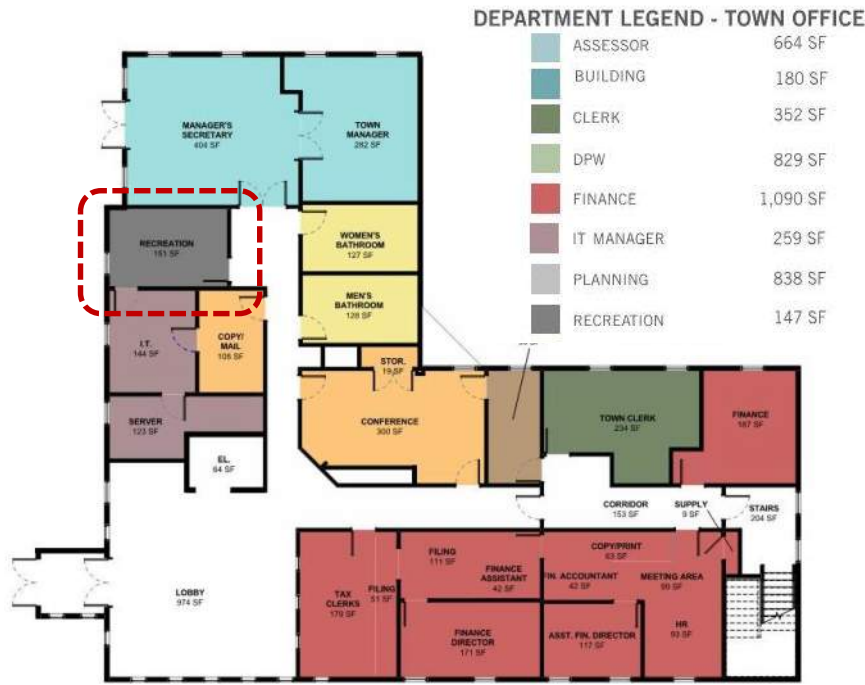 DEPARTMENT LEGEND - TOWN OFFICE
ASSESSOR 664 SF
BUILDING 180 SF
CLERK 352 SF
DPW 829 SF
FINANCE 1,090 SF
IT MANAGER 259 SF
PLANNING 838 SF
RECREATION 147 SF
MANAGER'S
SECRETARY
404 SF
TOWN
MANAGER
282 SF
RECREATION
151 SF
WOMEN'S
BATHROOM
127 SF
MEN'S
BATHROOM
128 SF
I.T.
144 SF
COPY/
MAIL
105 SF
STOR.
19 SF
SERVER
123 SF
EL.
64 SF
CONFERENCE
300 SF
TOWN CLERK
234 SF
FINANCE
187 SF
CORRIDOR
153 SF
SUPPLY
9 SF
STAIRS
204 SF
LOBBY
974 SF
TAX
CLERKS
170 SF
FILING
51 SF
FILING
111 SF
FINANCE
ASSISTANT
42 SF
FIN. ACCOUNTANT
42 SF
COPY/PRINT
63 SF
MEETING AREA
90 SF
FINANCE
DIRECTOR
171 SF
ASST. FIN. DIRECTOR
117 SF
HR
93 SF